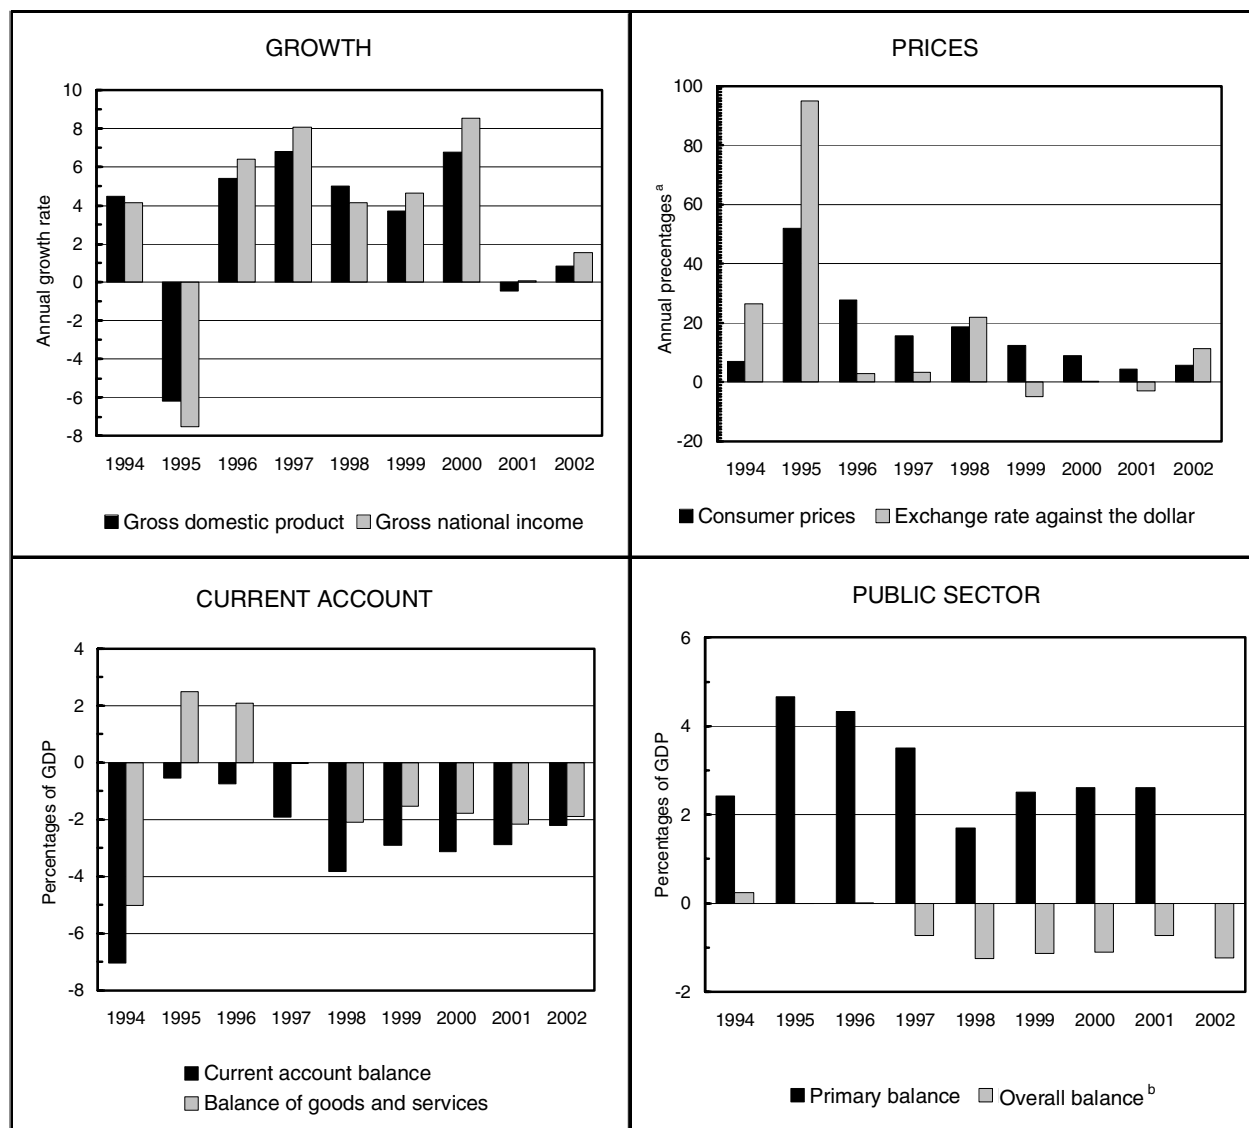 GROWTH
Annual growth rate
10
8
6
4
2
0
-2
-4
-6
-8
1994 1995 1996 1997 1998 1999 2000 2001 2002
Gross domestic product Gross national income
PRICES
Annual precentagesᵃ
100
80
60
40
20
0
-20
1994 1995 1996 1997 1998 1999 2000 2001 2002
Consumer prices Exchange rate against the dollar
CURRENT ACCOUNT
Percentages of GDP
4
2
0
-2
-4
-6
-8
1994 1995 1996 1997 1998 1999 2000 2001 2002
Current account balance
Balance of goods and services
PUBLIC SECTOR
Percentages of GDP
6
4
2
0
-2
1994 1995 1996 1997 1998 1999 2000 2001 2002
Primary balance Overall balance ᵇ